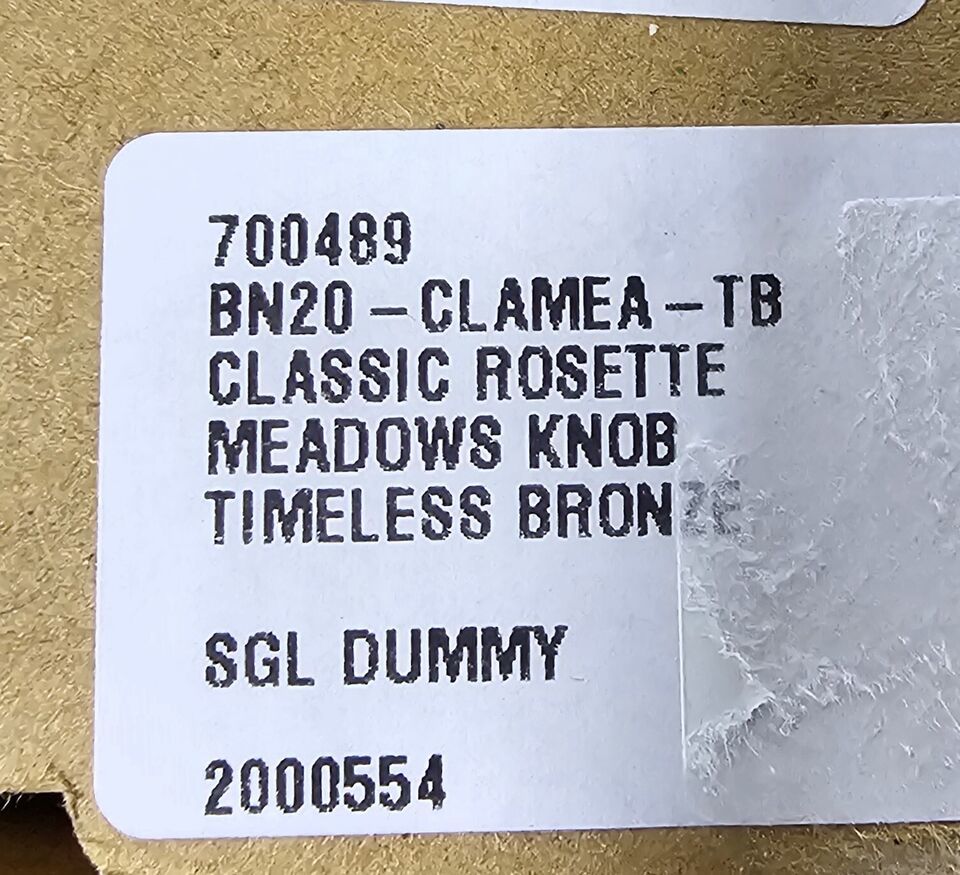 700489
BN20-CLAMEA-TB
CLASSIC ROSETTE
MEADOWS KNOB
TIMELESS BRONZE
SGL DUMMY
2000554